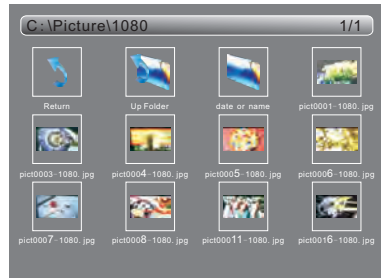 C:\Picture\1080 1/1
Return Up Folder date or name pict0001-1080. jpg
pict0003-1080. jpg pict0004-1080. jpg pict0005-1080. jpg pict0006-1080. jpg
pict0007-1080. jpg pict0008-1080. jpg pict00011-1080. jpg pict0016-1080. jpg